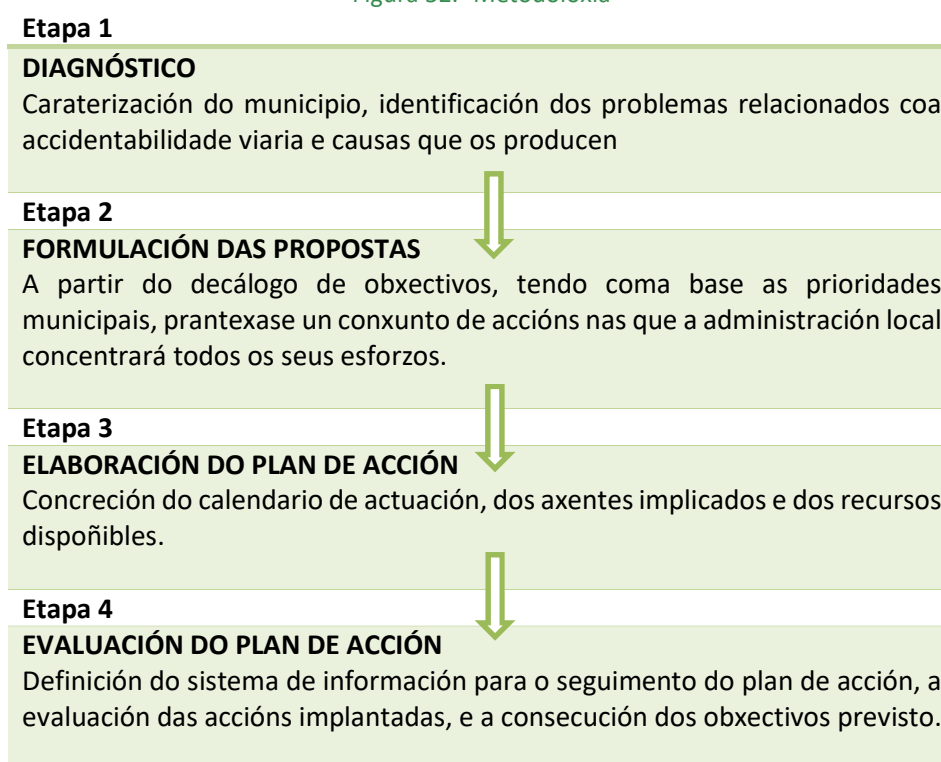 Etapa 1
DIAGNÓSTICO
Caraterización do municipio, identificación dos problemas relacionados coa
accidentabilidade viaria e causas que os producen
Etapa 2
FORMULACIÓN DAS PROPOSTAS
A partir do decálogo de obxectivos, tendo coma base as prioridades
municipais, prantexase un conxunto de accións nas que a administración local
concentrará todos os seus esforzos.
Etapa 3
ELABORACIÓN DO PLAN DE ACCIÓN
Concreción do calendario de actuación, dos axentes implicados e dos recursos
dispoñibles.
Etapa 4
EVALUACIÓN DO PLAN DE ACCIÓN
Definición do sistema de información para o seguimento do plan de acción, a
evaluación das accións implantadas, e a consecución dos obxectivos previsto.